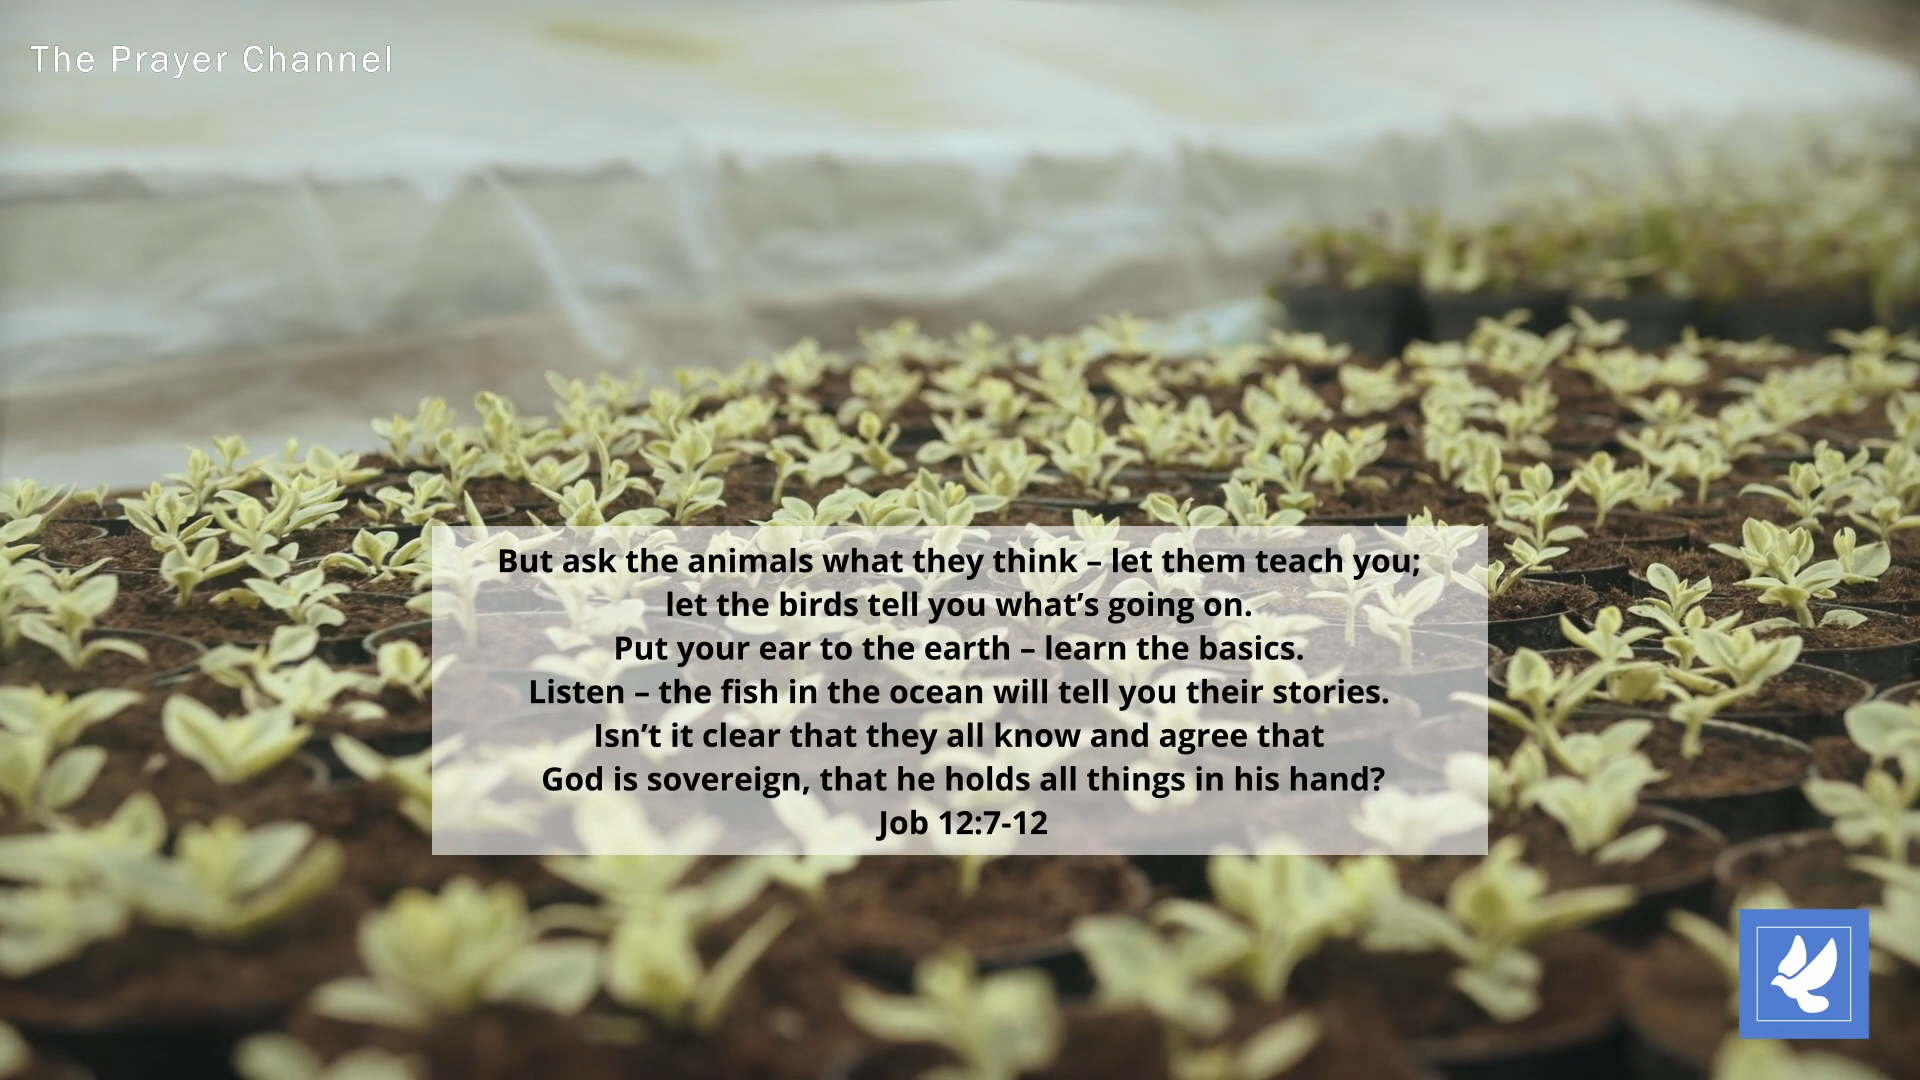 The Prayer Channel
But ask the animals what they think – let them teach you;
let the birds tell you what’s going on.
Put your ear to the earth – learn the basics.
Listen – the fish in the ocean will tell you their stories.
Isn’t it clear that they all know and agree that
God is sovereign, that he holds all things in his hand?
Job 12:7-12